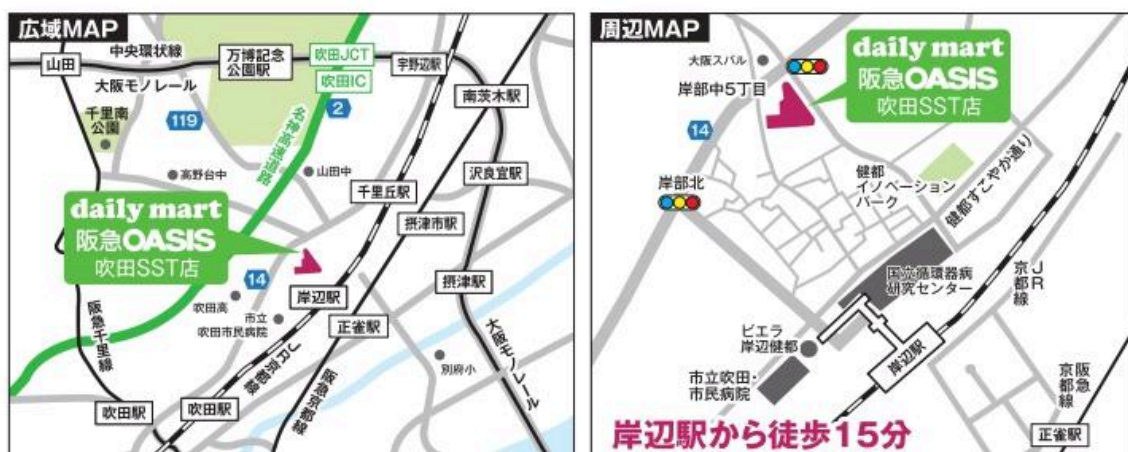 広域MAP
中央環状線
山田
万博記念
公園駅
吹田JCT
宇野辺駅
大阪モノレール
吹田IC
南茨木駅
千里南
公園
119
2
名神高速道路
高野台中
山田中
沢良宜駅
千里丘駅
daily mart
阪急OASIS
吹田SST店
摂津市駅
14
岸辺駅
摂津駅
吹田高
市立
吹田市民病院
正雀駅
阪急千里線
JR京都線
別府小
大阪モノレール
吹田駅
吹田駅
阪急京都線
周辺MAP
大阪スバル
daily mart
阪急OASIS
吹田SST店
岸部中5丁目
14
岸部北
健都
イノベーション
パーク
健都すこやか通り
国立循環器病
研究センター
JR
京都線
ビエラ
岸辺健都
岸辺駅
市立吹田・
市民病院
阪急
京都線
岸辺駅から徒歩15分
正雀駅